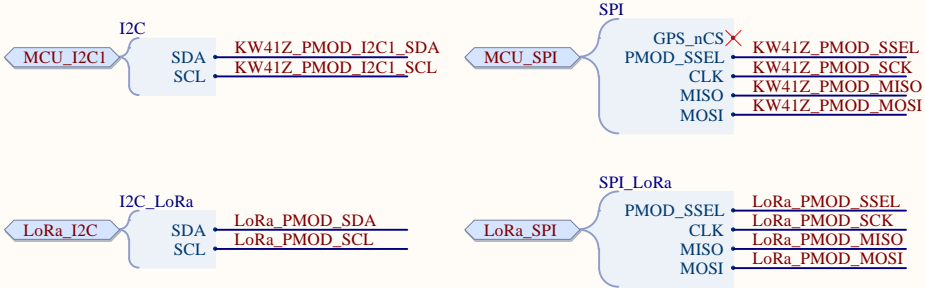 I2C
MCU_I2C1
SDA KW41Z_PMOD_I2C1_SDA
SCL KW41Z_PMOD_I2C1_SCL
SPI
MCU_SPI
GPS_nCS
PMOD_SSEL KW41Z_PMOD_SSEL
CLK KW41Z_PMOD_SCK
MISO KW41Z_PMOD_MISO
MOSI KW41Z_PMOD_MOSI
I2C_LoRa
LoRa_I2C
SDA LoRa_PMOD_SDA
SCL LoRa_PMOD_SCL
SPI_LoRa
LoRa_SPI
PMOD_SSEL LoRa_PMOD_SSEL
CLK LoRa_PMOD_SCK
MISO LoRa_PMOD_MISO
MOSI LoRa_PMOD_MOSI